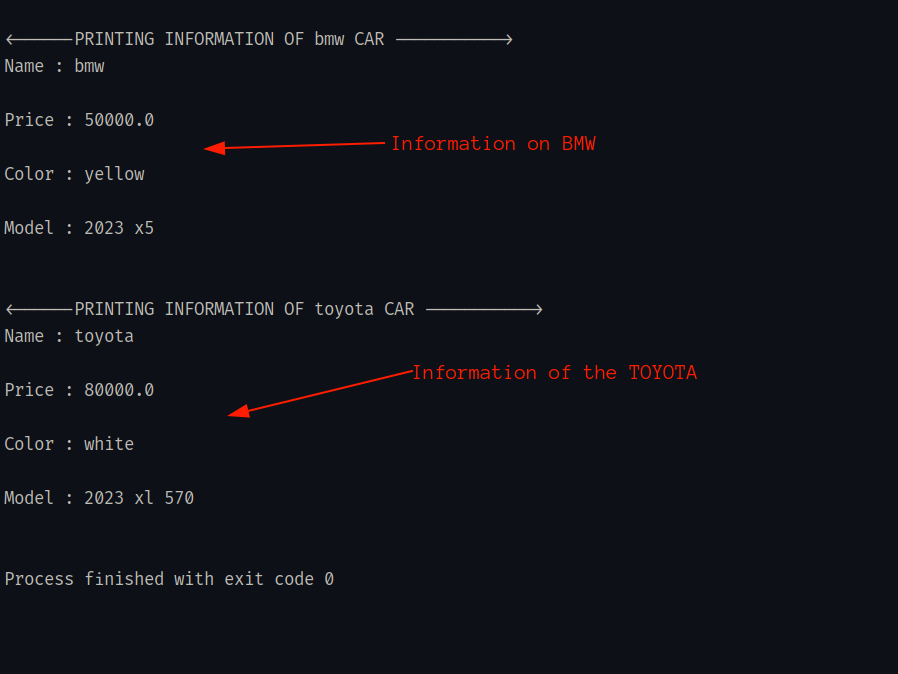 <------PRINTING INFORMATION OF bmw CAR ----------->
Name : bmw
Price : 50000.0
Information on BMW
Color : yellow
Model : 2023 x5
<------PRINTING INFORMATION OF toyota CAR ----------->
Name : toyota
Information of the TOYOTA
Price : 80000.0
Color : white
Model : 2023 xl 570
Process finished with exit code 0